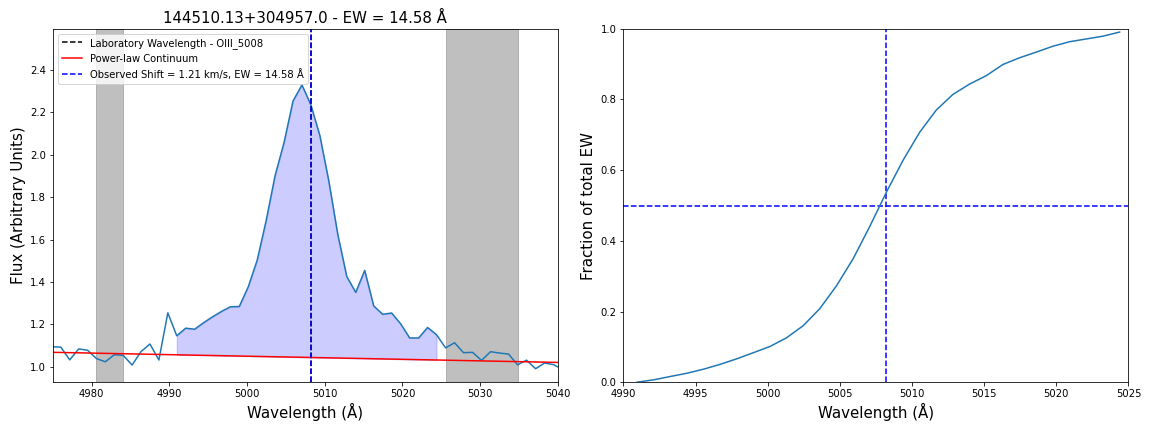 144510.13+304957.0 - EW = 14.58 Å
Laboratory Wavelength - OIII_5008
Power-law Continuum
Observed Shift = 1.21 km/s, EW = 14.58 Å
Flux (Arbitrary Units)
2.4
2.2
2.0
1.8
1.6
1.4
1.2
1.0
4980 4990 5000 5010 5020 5030 5040
Wavelength (Å)
Fraction of total EW
1.0
0.8
0.6
0.4
0.2
0.0
4990 4995 5000 5005 5010 5015 5020 5025
Wavelength (Å)